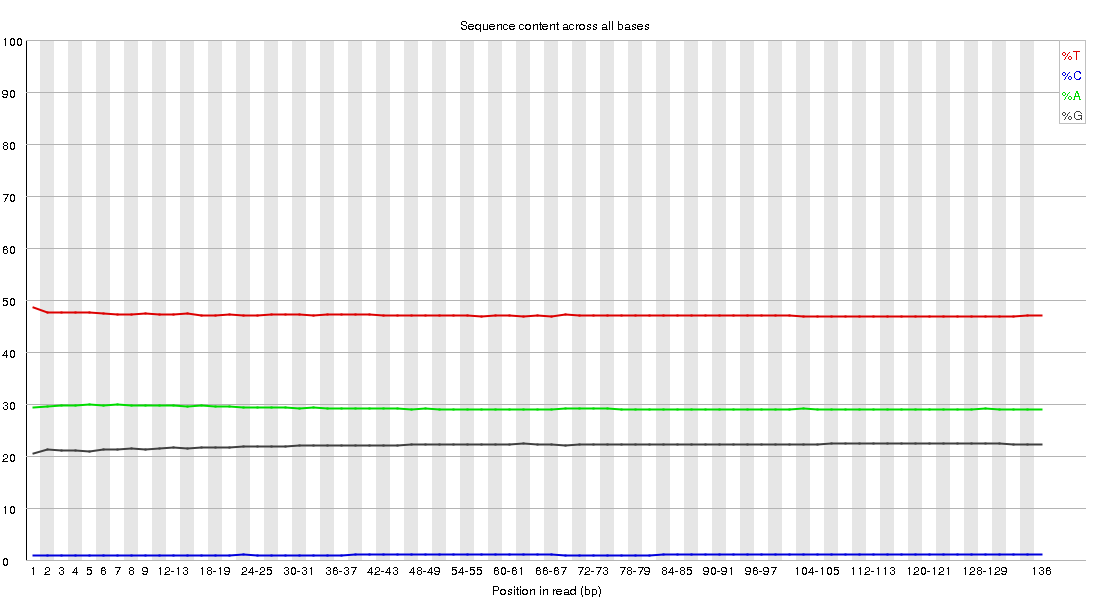 Sequence content across all bases
100
90
80
70
60
50
40
30
20
10
0
%T
%C
%A
%G
1 2 3 4 5 6 7 8 9 12-13 18-19 24-25 30-31 36-37 42-43 48-49 54-55 60-61 66-67 72-73 78-79 84-85 90-91 96-97 104-105 112-113 120-121 128-129 136
Position in read (bp)